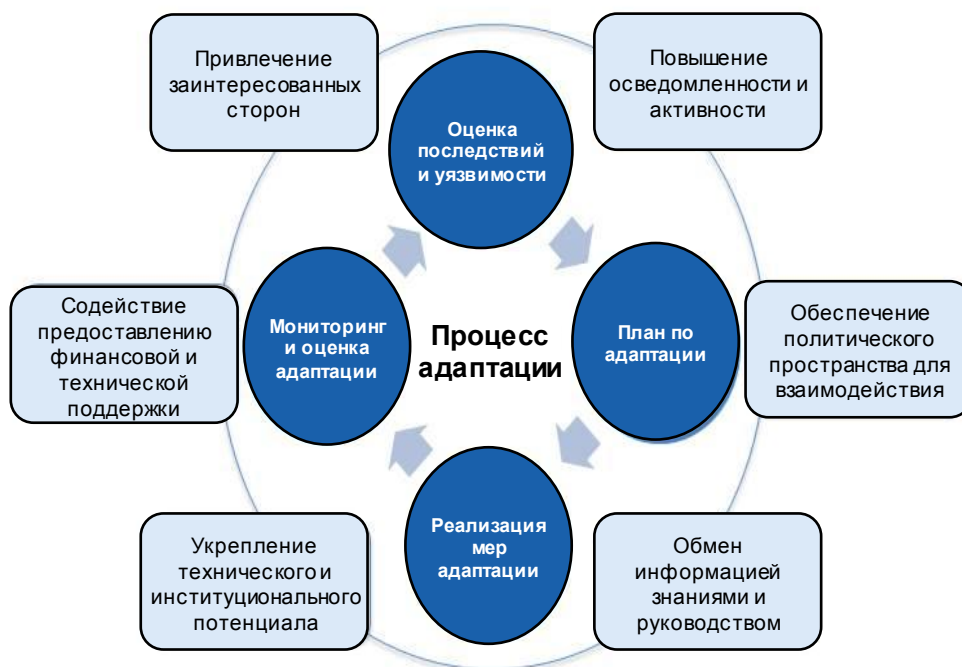 Привлечение
заинтересованных
сторон
Повышение
осведомленности и
активности
Оценка
последствий
и уязвимости
Содействие
предоставлению
финансовой и
технической
поддержки
Мониторинг
и оценка
адаптации
Процесс
адаптации
План по
адаптации
Обеспечение
политического
пространства для
взаимодействия
Укрепление
технического и
институционального
потенциала
Реализация
мер
адаптации
Обмен
информацией
знаниями и
руководством